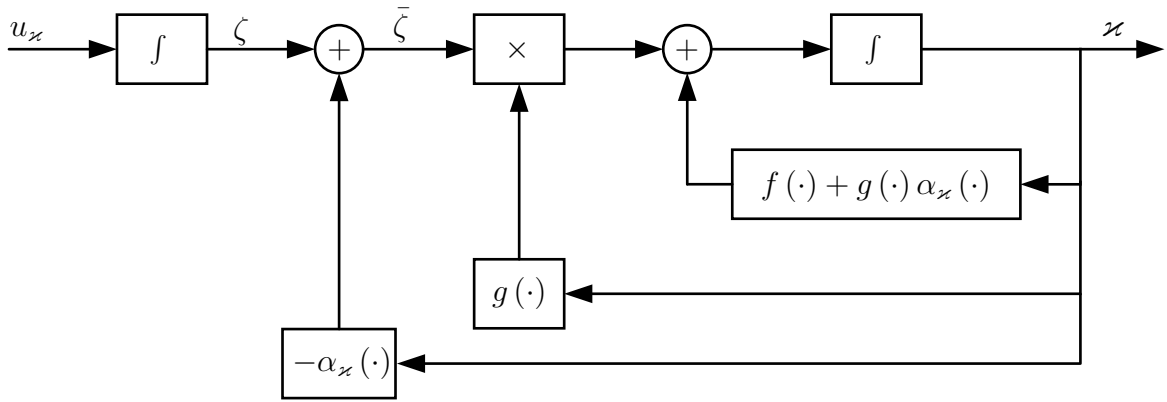 u_ϰ ∫ ζ + ζ̄ × + ∫ ϰ
f (·) + g (·) α_ϰ (·)
g (·)
−α_ϰ (·)